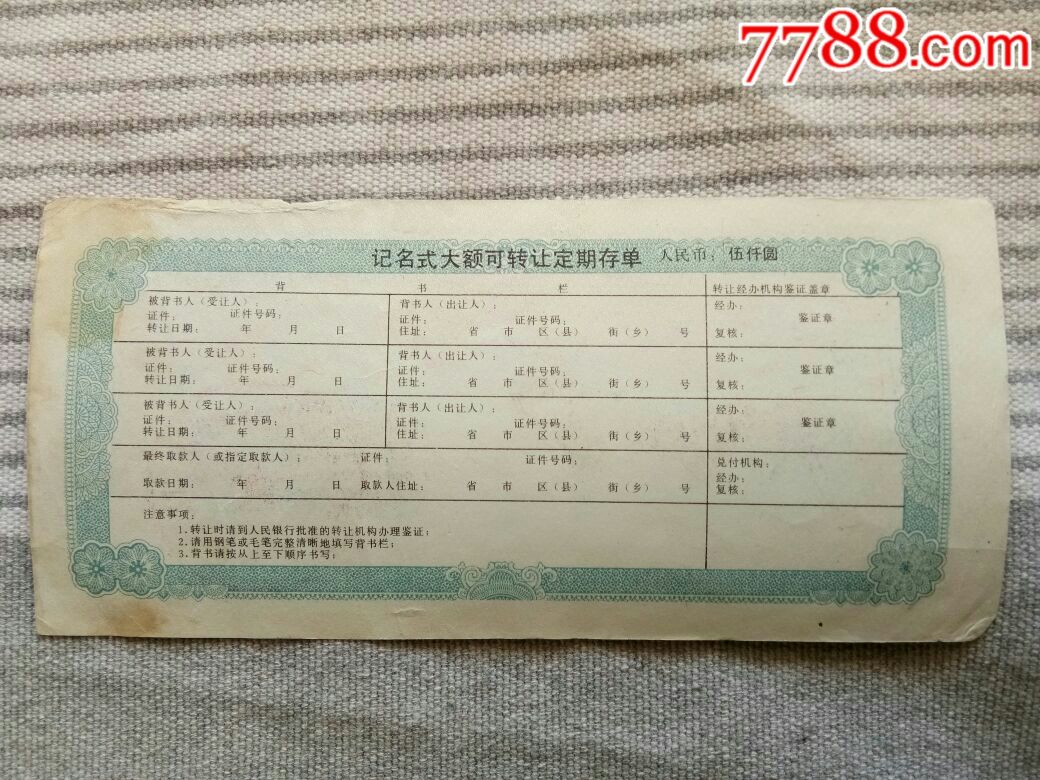 7788.com
记名式大额可转让定期存单 人民币：伍仟圆
背 书 栏 转让经办机构鉴证盖章
被背书人（受让人）： 背书人（出让人）： 经办：
证件： 证件号码： 证件： 证件号码： 鉴证章
转让日期： 年 月 日 住址： 省 市 区（县） 街（乡） 号 复核：
被背书人（受让人）： 背书人（出让人）： 经办：
证件： 证件号码： 证件： 证件号码： 鉴证章
转让日期： 年 月 日 住址： 省 市 区（县） 街（乡） 号 复核：
被背书人（受让人）： 背书人（出让人）： 经办：
证件： 证件号码： 证件： 证件号码： 鉴证章
转让日期： 年 月 日 住址： 省 市 区（县） 街（乡） 号 复核：
最终取款人（或指定取款人）： 证件： 证件号码： 兑付机构：
经办：
取款日期： 年 月 日 取款人住址： 省 市 区（县） 街（乡） 号 复核：
注意事项：
1.转让时请到人民银行批准的转让机构办理鉴证；
2.请用钢笔或毛笔完整清晰地填写背书栏；
3.背书请按从上至下顺序书写；